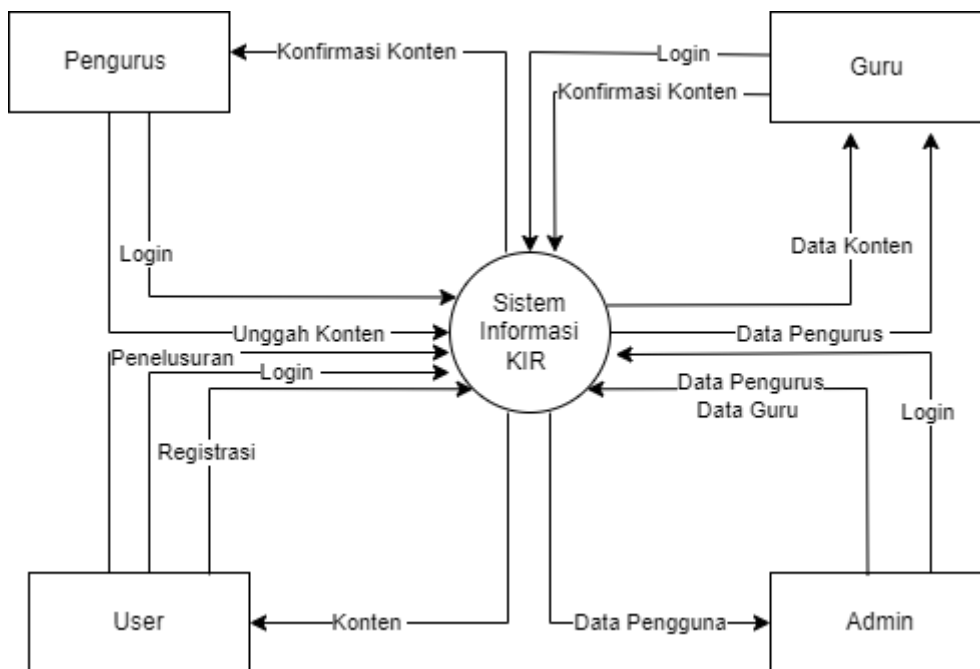 Pengurus
Konfirmasi Konten
Login
Guru
Konfirmasi Konten
Login
Data Konten
Sistem
Informasi
KIR
Unggah Konten
Data Pengurus
Penelusuran
Login
Data Pengurus
Data Guru
Login
Registrasi
User
Konten
Data Pengguna
Admin